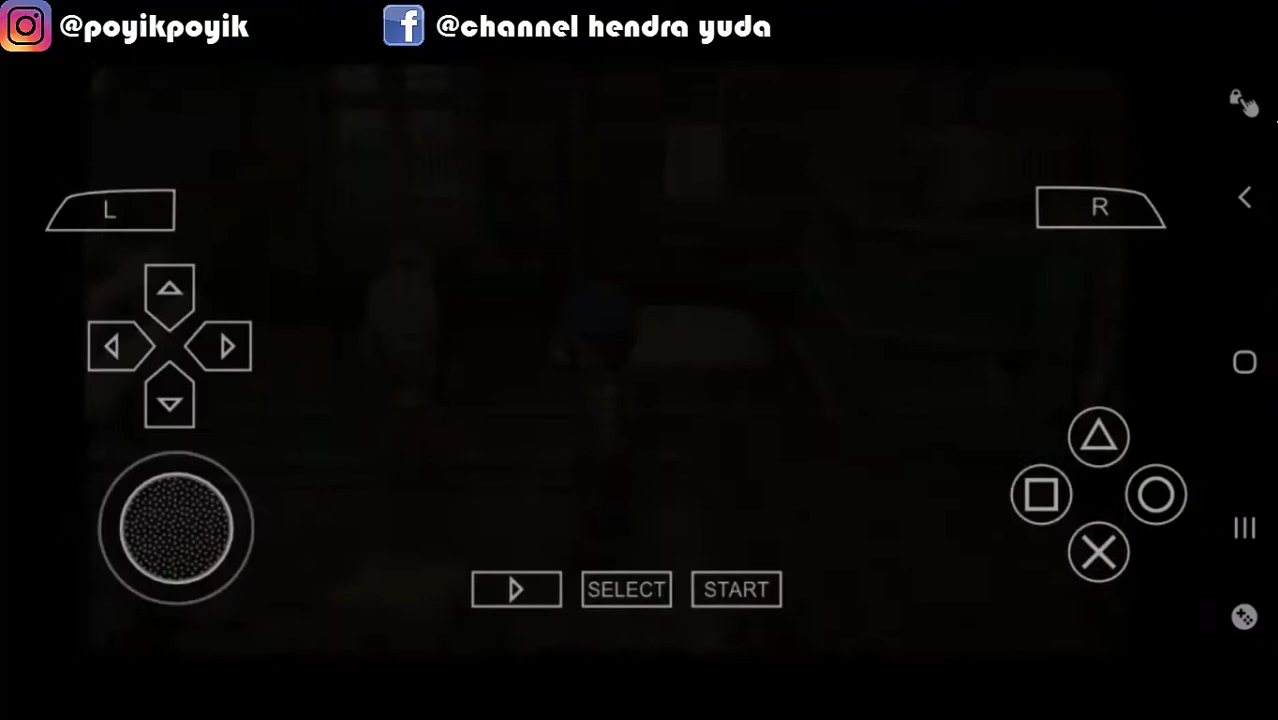 @poyikpoyik
@channel hendra yuda
L
R
SELECT
START